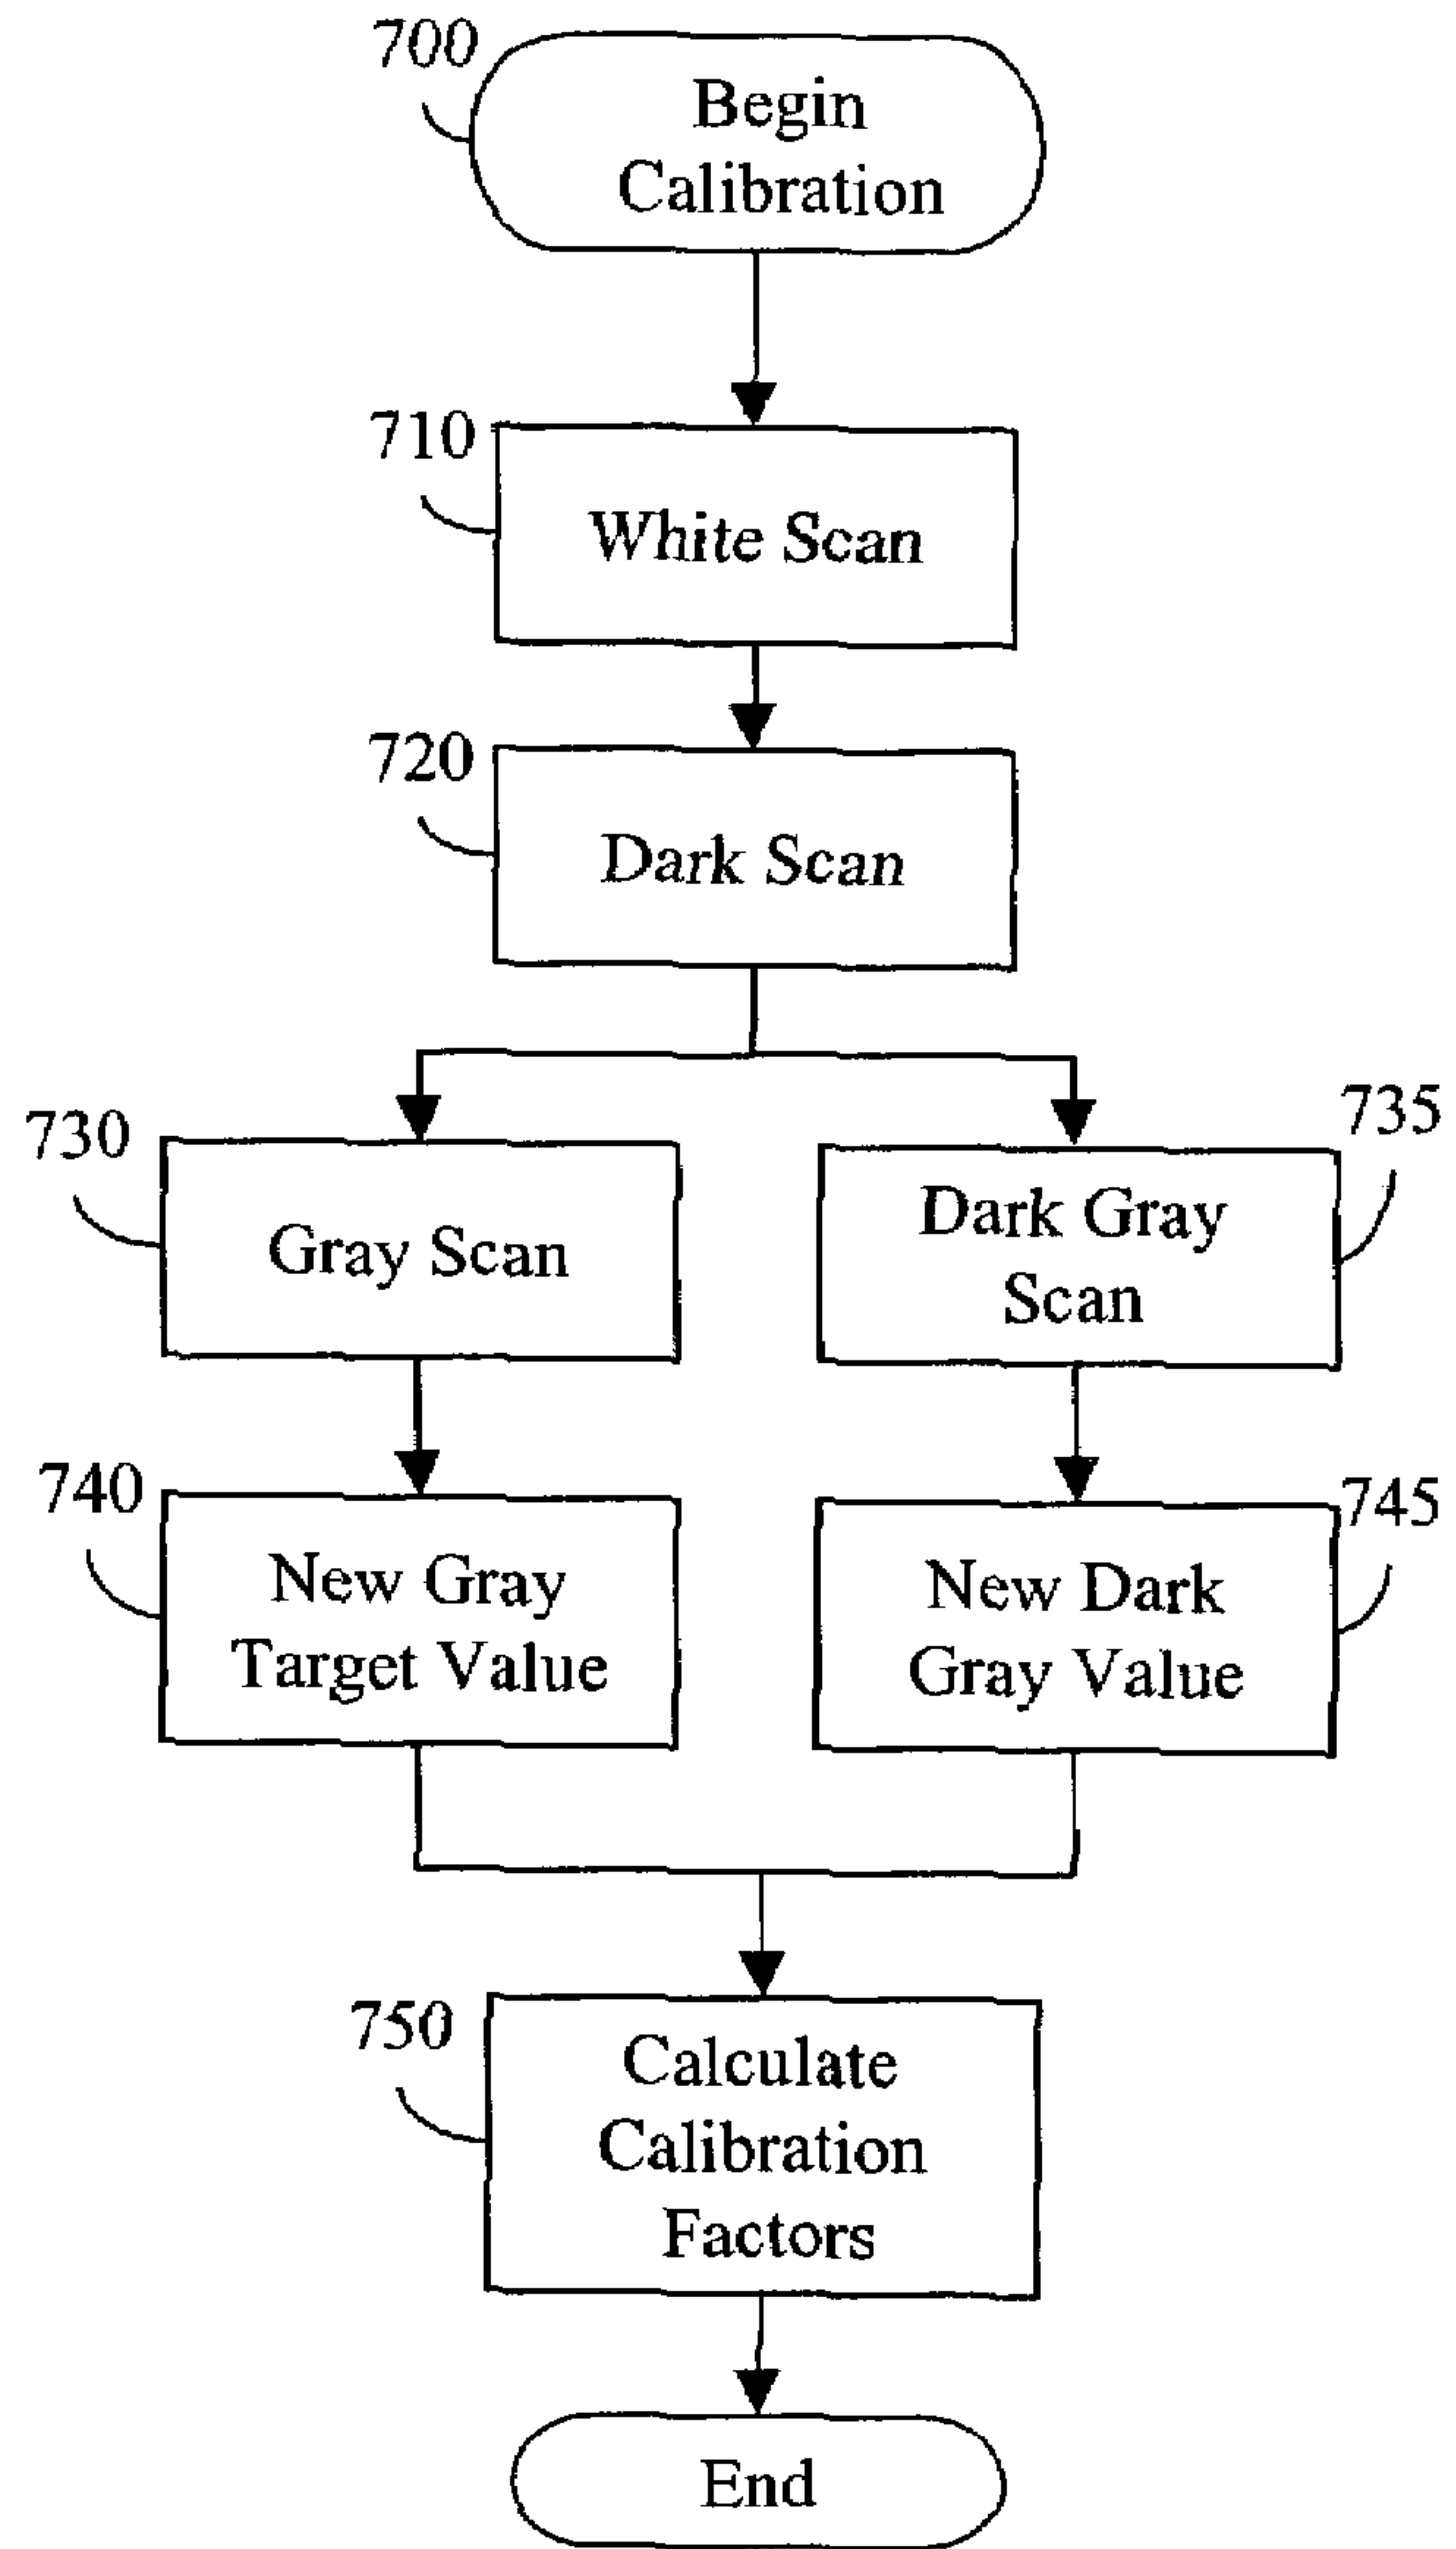 700
Begin
Calibration
710
White Scan
720
Dark Scan
730
Gray Scan
735
Dark Gray
Scan
740
New Gray
Target Value
745
New Dark
Gray Value
750
Calculate
Calibration
Factors
End